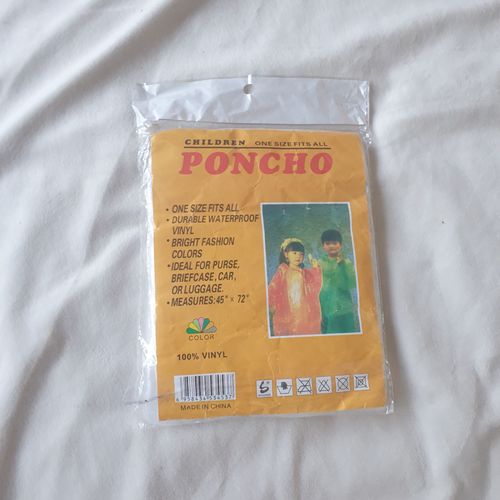 CHILDREN ONE SIZE FITS ALL
PONCHO
• ONE SIZE FITS ALL
• DURABLE WATERPROOF
VINYL
• BRIGHT FASHION
COLORS
• IDEAL FOR PURSE,
BRIEFCASE, CAR,
OR LUGGAGE.
• MEASURES:45" × 72"
COLOR
100% VINYL
MADE IN CHINA